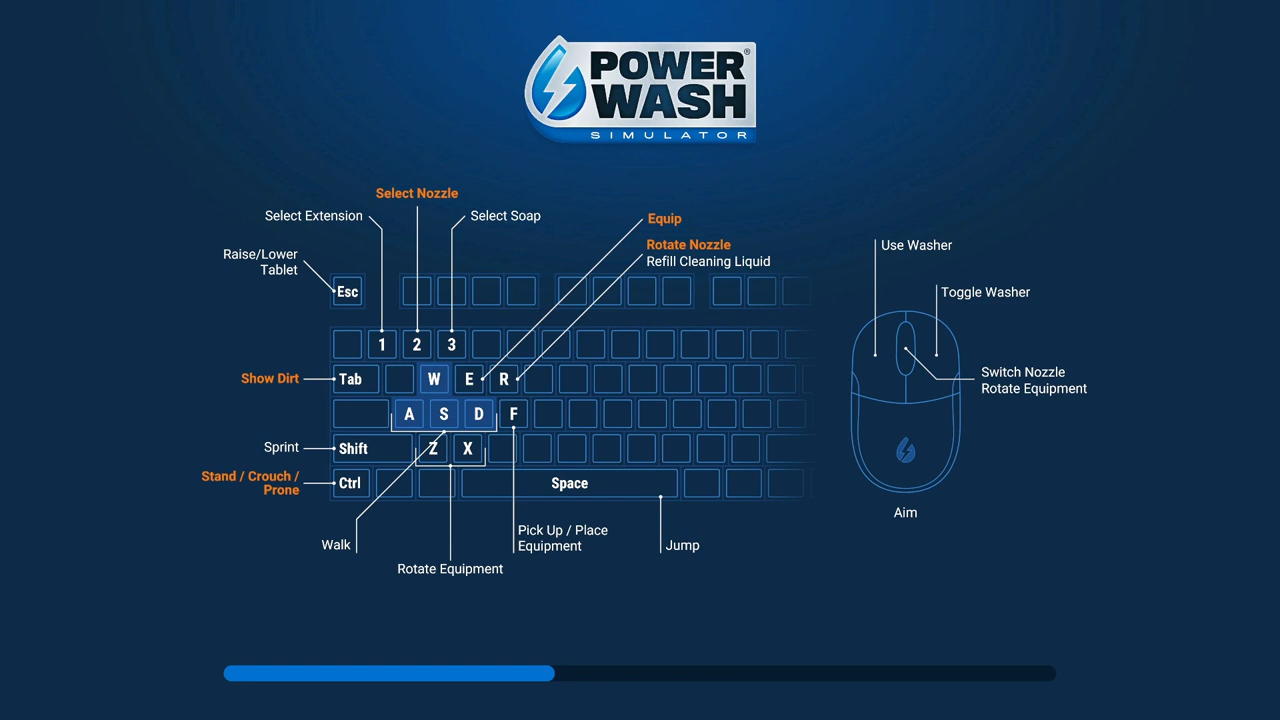 POWER®
WASH
SIMULATOR
Select Nozzle
Select Extension
Select Soap
Equip
Rotate Nozzle
Refill Cleaning Liquid
Raise/Lower
Tablet
Use Washer
Toggle Washer
Esc
1 2 3
Show Dirt
Tab W E R
Switch Nozzle
Rotate Equipment
A S D F
Sprint
Shift Z X
Stand / Crouch /
Prone
Ctrl Space
Aim
Walk
Pick Up / Place
Equipment
Jump
Rotate Equipment